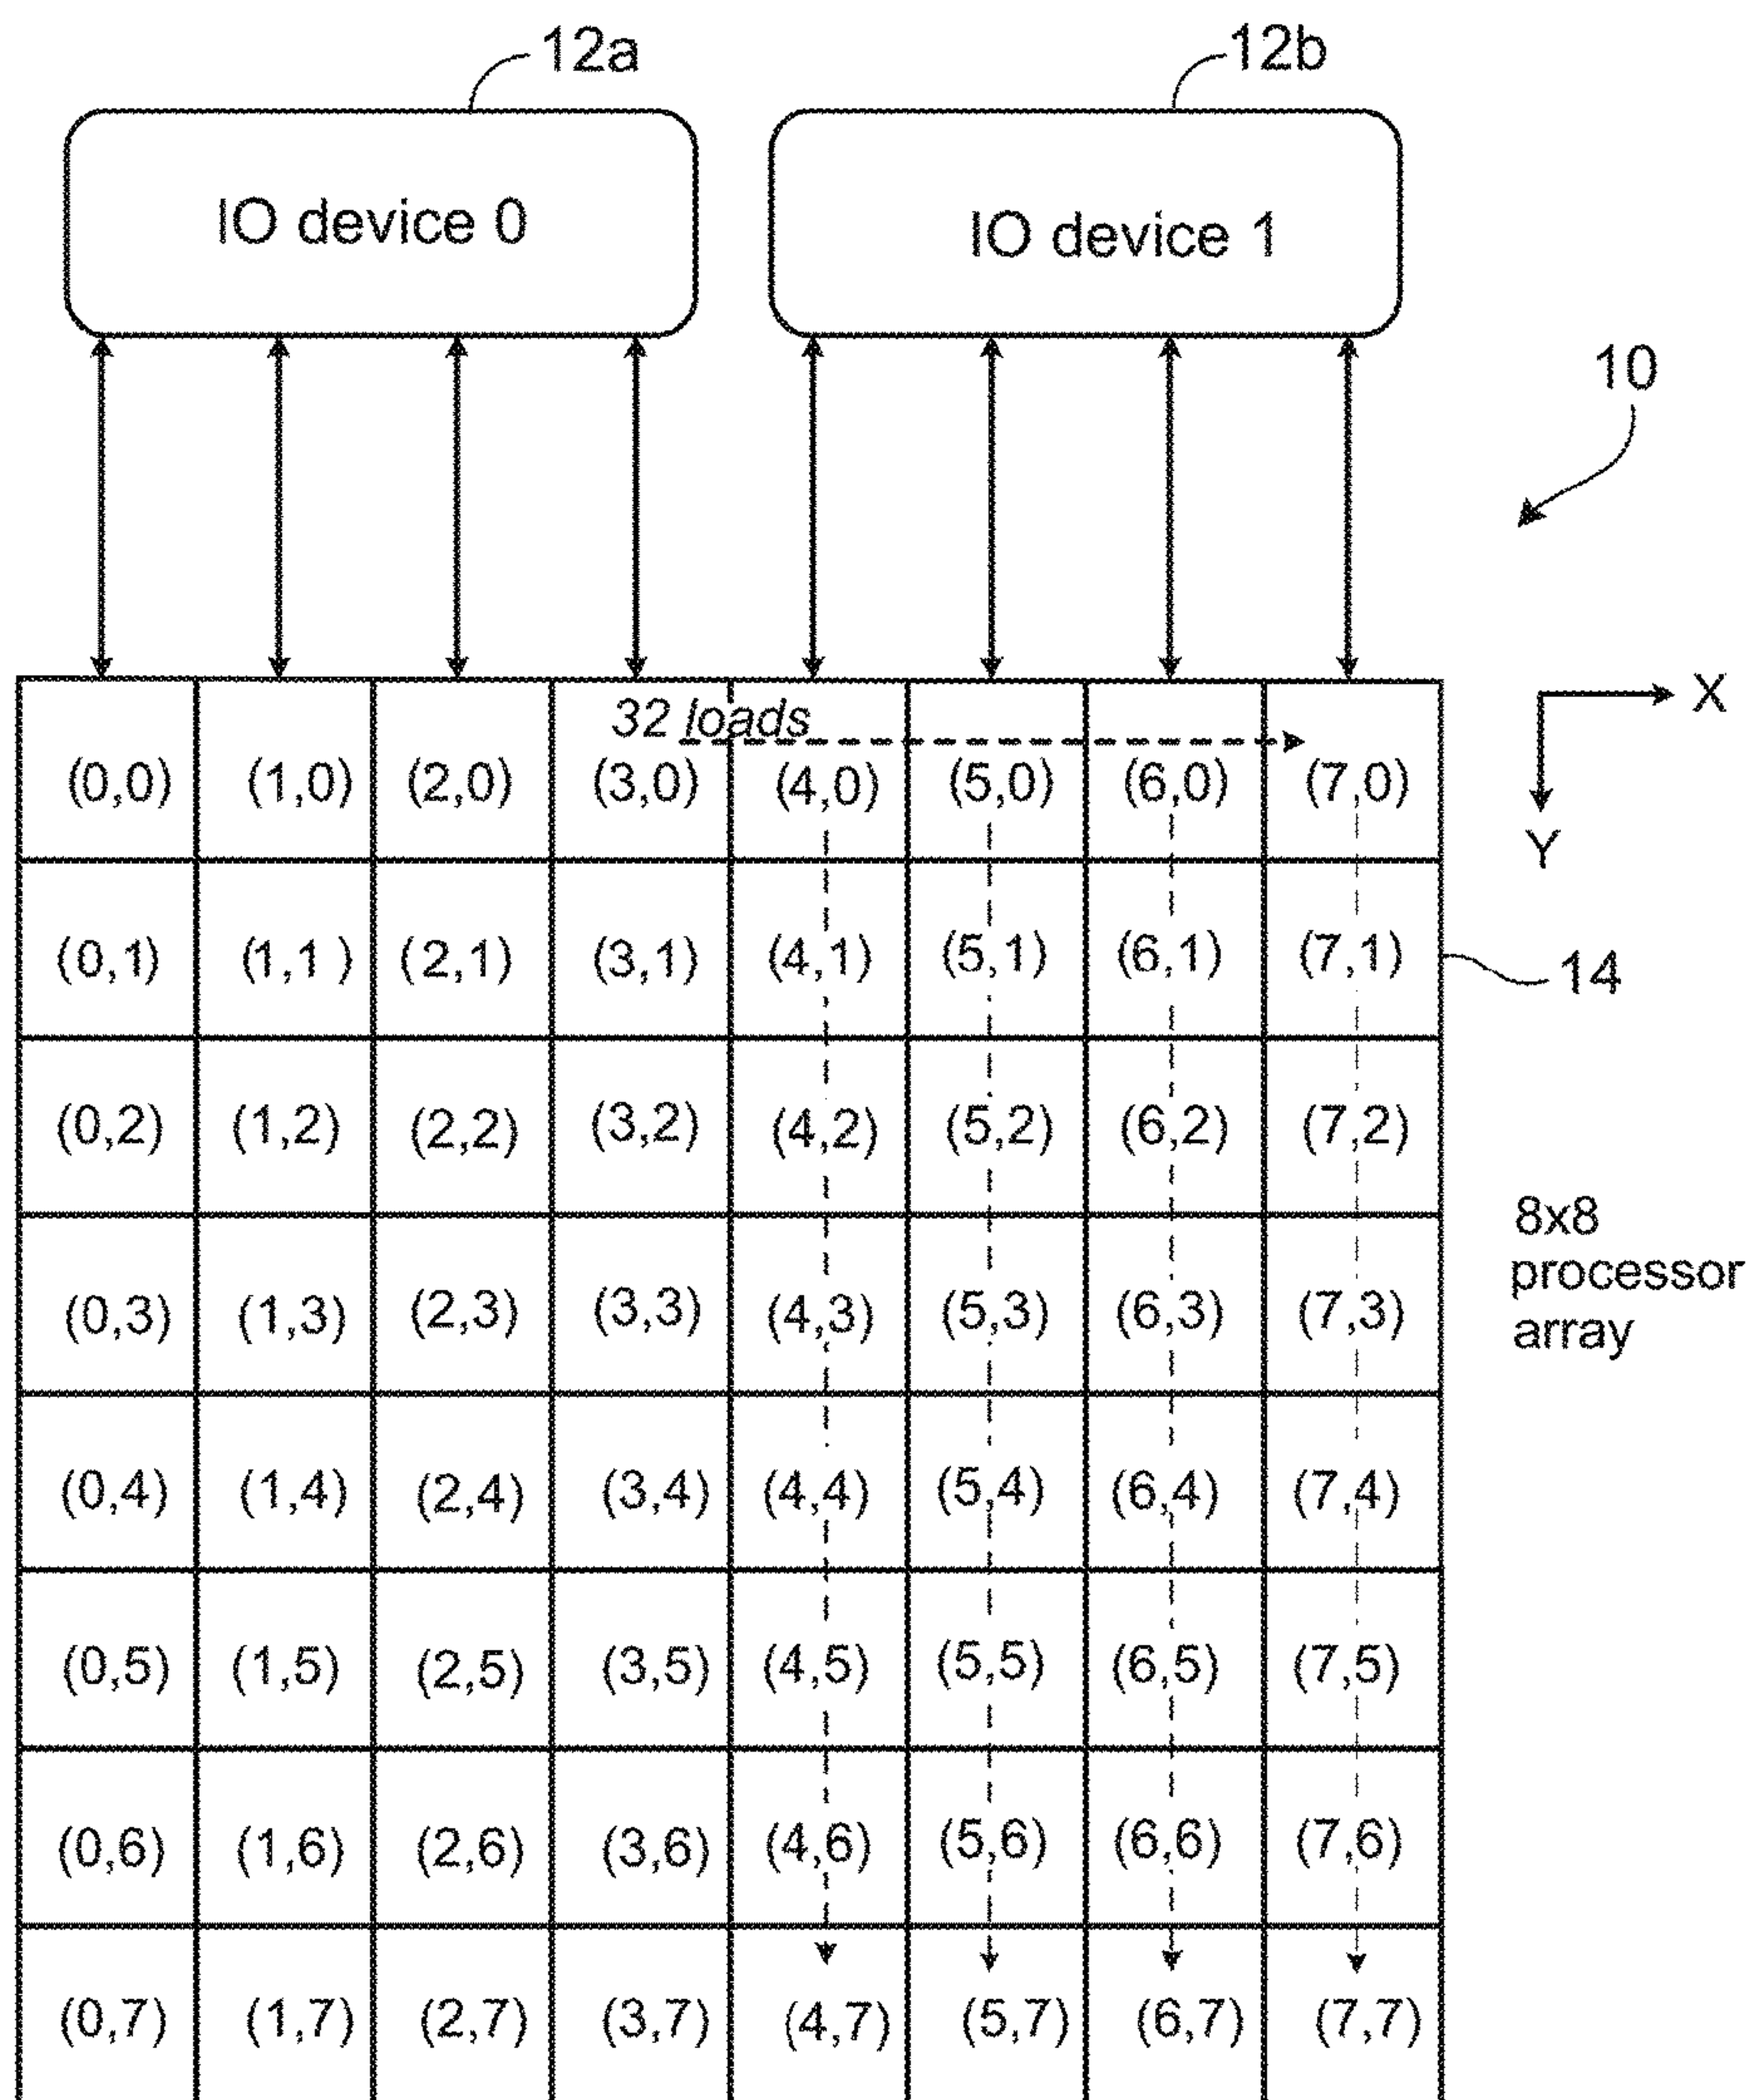 12a 12b
IO device 0 IO device 1
10
32 loads X
(0,0) (1,0) (2,0) (3,0) (4,0) (5,0) (6,0) (7,0)
Y
(0,1) (1,1 ) (2,1) (3,1) (4,1) (5,1) (6,1) (7,1) 14
(0,2) (1,2) (2,2) (3,2) (4,2) (5,2) (6,2) (7,2)
8x8
processor
array
(0,3) (1,3) (2,3) (3,3) (4,3) (5,3) (6,3) (7,3)
(0,4) (1,4) (2,4) (3,4) (4,4) (5,4) (6,4) (7,4)
(0,5) (1,5) (2,5) (3,5) (4,5) (5,5) (6,5) (7,5)
(0,6) (1,6) (2,6) (3,6) (4,6) (5,6) (6,6) (7,6)
(0,7) (1,7) (2,7) (3,7) (4,7) (5,7) (6,7) (7,7)